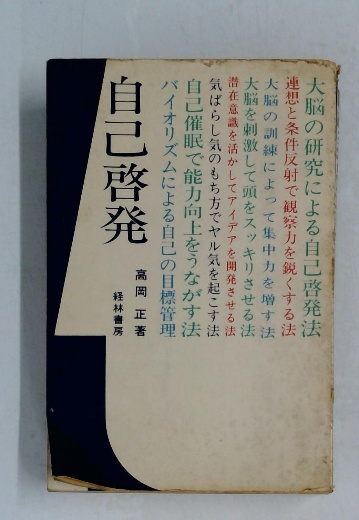 大脳の研究による自己啓発法
連想と条件反射で観察力を鋭くする法
大脳の訓練によって集中力を増す法
大脳を刺激して頭をスッキリさせる法
潜在意識を活かしてアイデアを開発させる法
気ばらし気のもち方でヤル気を起こす法
自己催眠で能力向上をうながす法
バイオリズムによる自己の目標管理
自己啓発
高岡 正著
経林書房